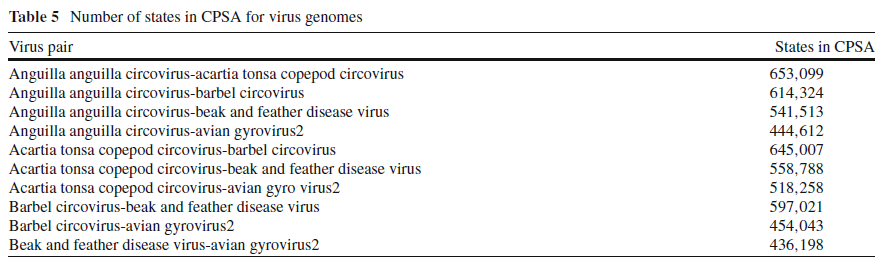 Table 5 Number of states in CPSA for virus genomes
Virus pair States in CPSA
Anguilla anguilla circovirus-acartia tonsa copepod circovirus 653,099
Anguilla anguilla circovirus-barbel circovirus 614,324
Anguilla anguilla circovirus-beak and feather disease virus 541,513
Anguilla anguilla circovirus-avian gyrovirus2 444,612
Acartia tonsa copepod circovirus-barbel circovirus 645,007
Acartia tonsa copepod circovirus-beak and feather disease virus 558,788
Acartia tonsa copepod circovirus-avian gyro virus2 518,258
Barbel circovirus-beak and feather disease virus 597,021
Barbel circovirus-avian gyrovirus2 454,043
Beak and feather disease virus-avian gyrovirus2 436,198